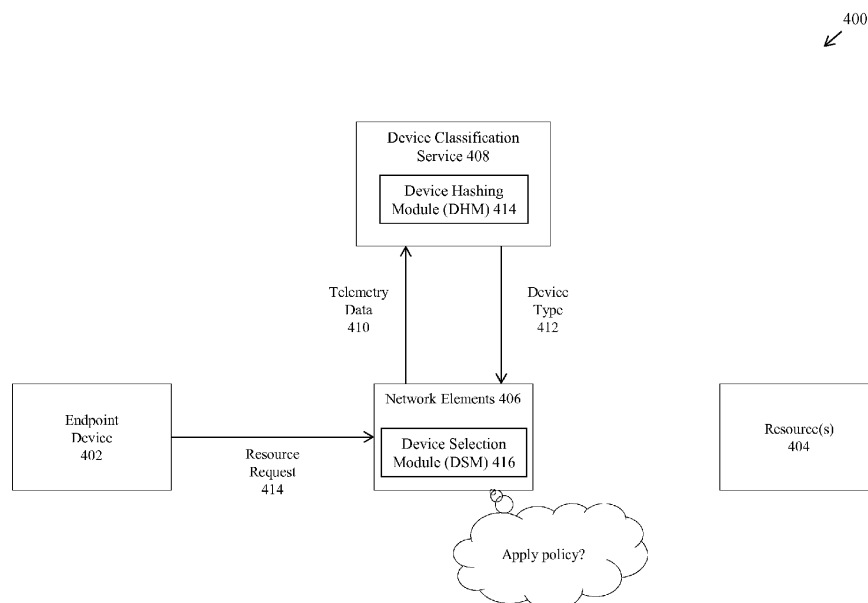 400
Device Classification
Service 408
Device Hashing
Module (DHM) 414
Telemetry
Data
410
Device
Type
412
Endpoint
Device
402
Resource
Request
414
Network Elements 406
Device Selection
Module (DSM) 416
Resource(s)
404
Apply policy?